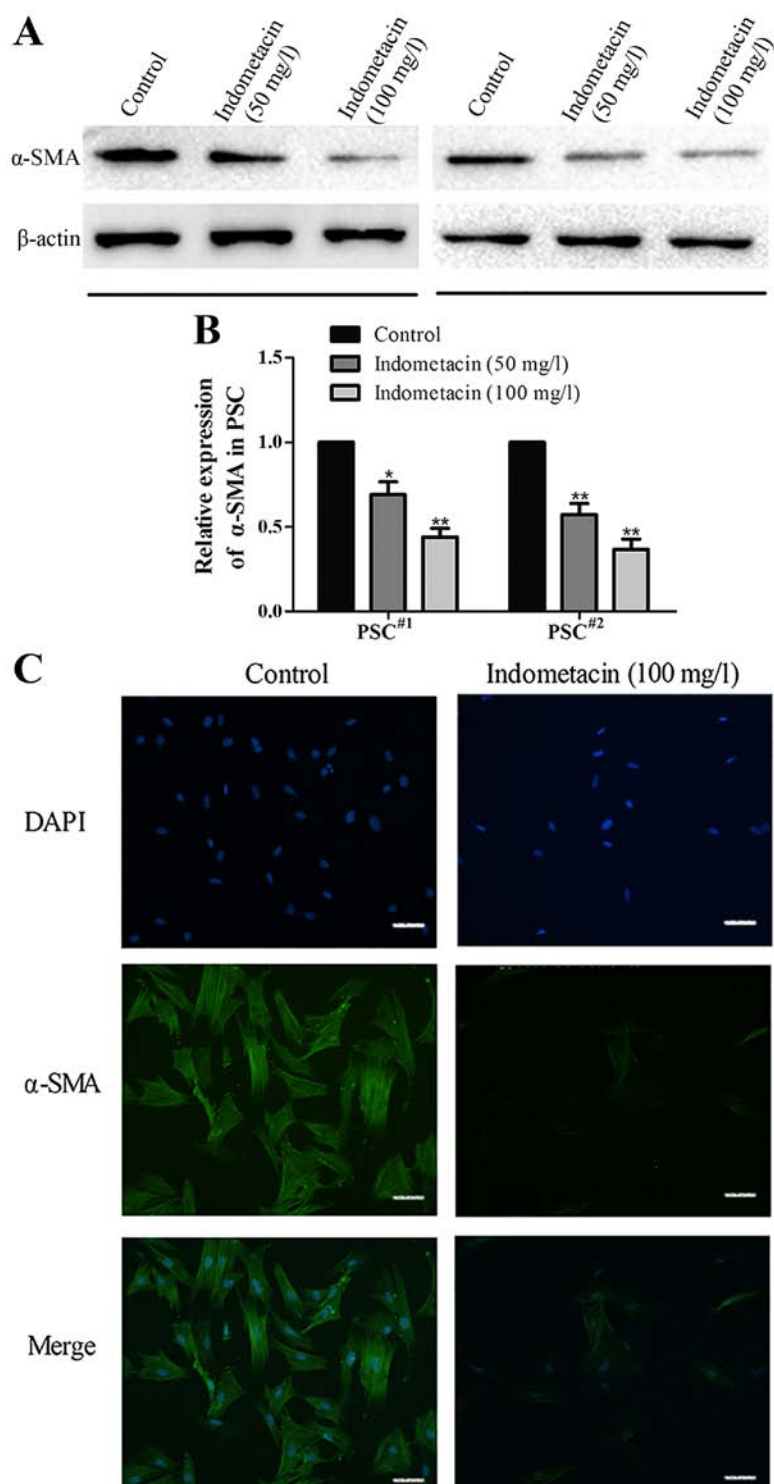 A
Control
Indometacin
(50 mg/l)
Indometacin
(100 mg/l)
Control
Indometacin
(50 mg/l)
Indometacin
(100 mg/l)
α-SMA
β-actin
B
Control
Indometacin (50 mg/l)
Indometacin (100 mg/l)
Relative expression
of α-SMA in PSC
1.5
1.0
0.5
0.0
*
**
**
**
PSC#1
PSC#2
C
Control
Indometacin (100 mg/l)
DAPI
α-SMA
Merge